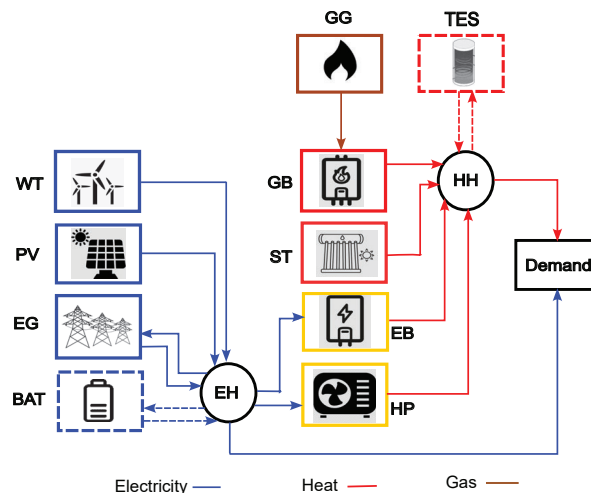 GG
TES
WT
GB
HH
PV
ST
Demand
EG
EB
BAT
EH
HP
Electricity
Heat
Gas